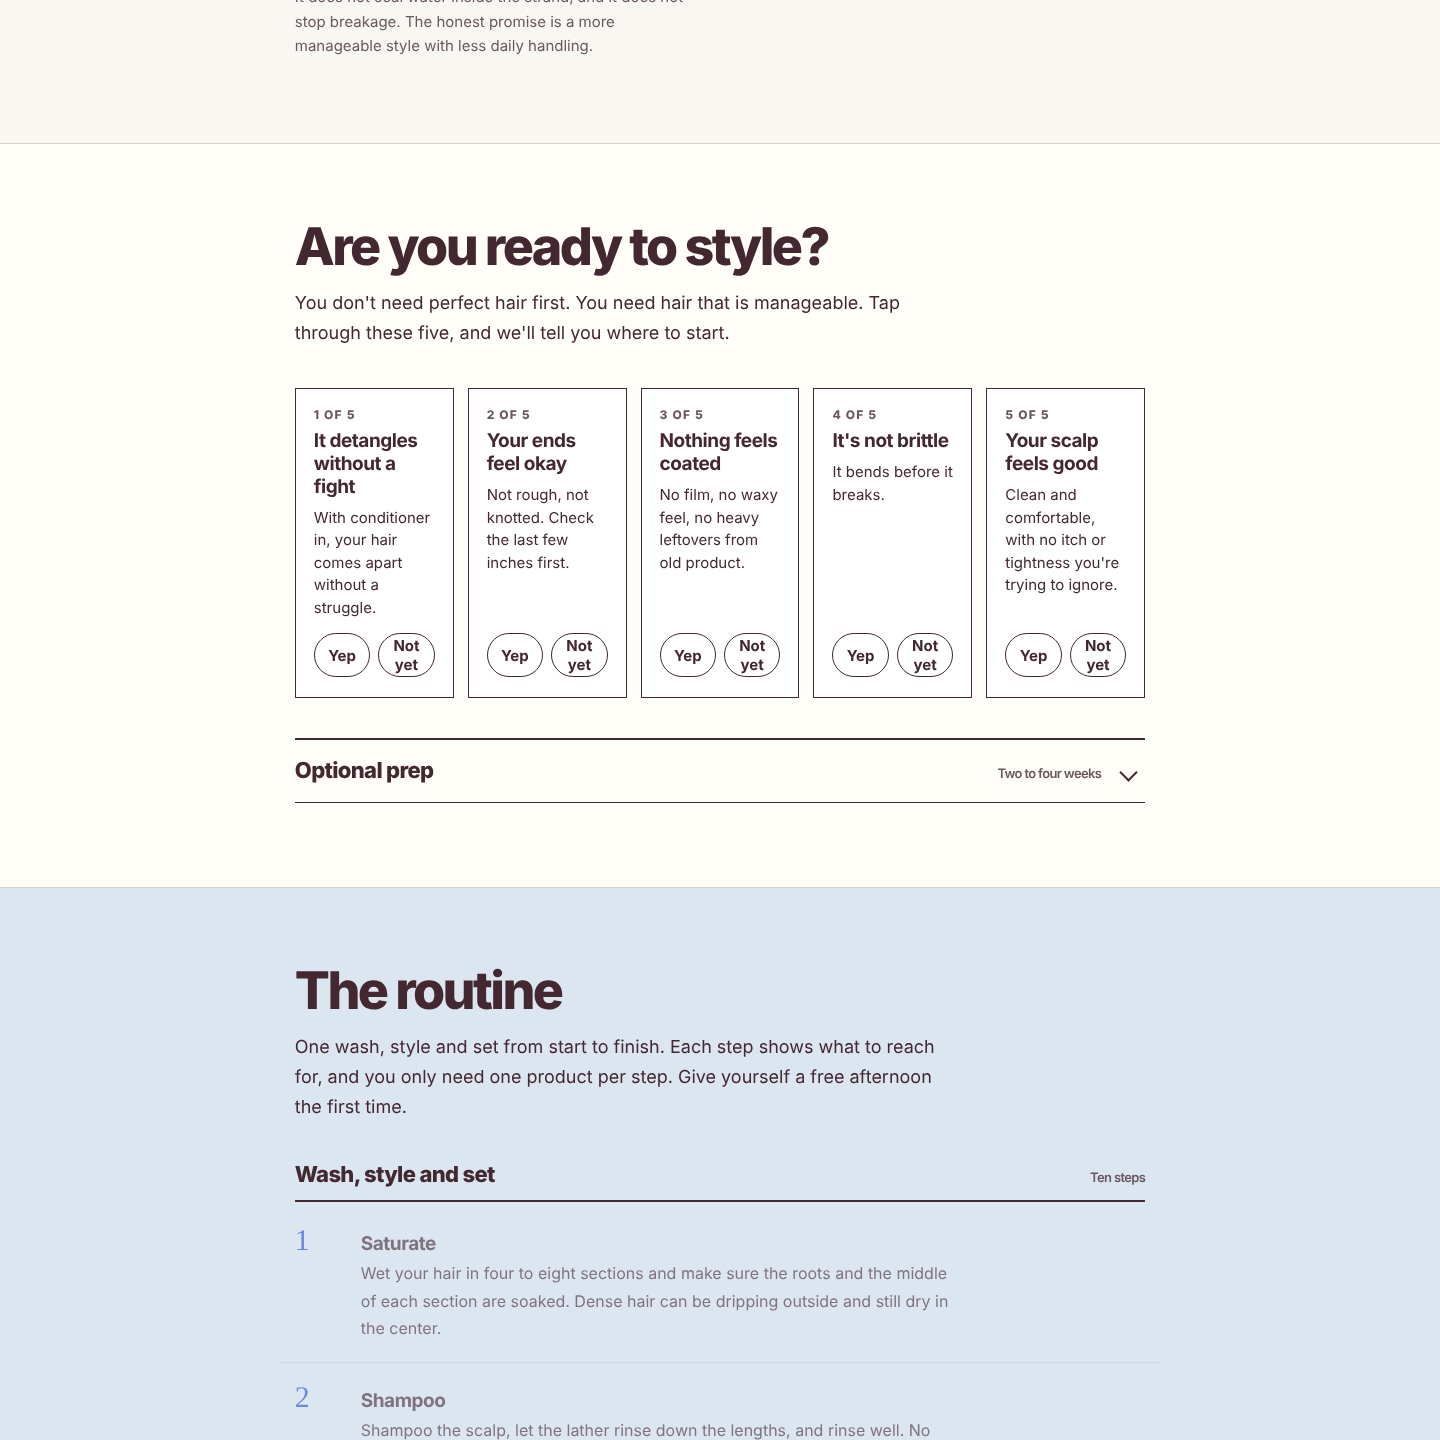 stop breakage. The honest promise is a more
manageable style with less daily handling.
Are you ready to style?
You don't need perfect hair first. You need hair that is manageable. Tap
through these five, and we'll tell you where to start.
1 OF 5
It detangles
without a
fight
With conditioner
in, your hair
comes apart
without a
struggle.
Yep
Not
yet
2 OF 5
Your ends
feel okay
Not rough, not
knotted. Check
the last few
inches first.
Yep
Not
yet
3 OF 5
Nothing feels
coated
No film, no waxy
feel, no heavy
leftovers from
old product.
Yep
Not
yet
4 OF 5
It's not brittle
It bends before it
breaks.
Yep
Not
yet
5 OF 5
Your scalp
feels good
Clean and
comfortable,
with no itch or
tightness you're
trying to ignore.
Yep
Not
yet
Optional prep
Two to four weeks
The routine
One wash, style and set from start to finish. Each step shows what to reach
for, and you only need one product per step. Give yourself a free afternoon
the first time.
Wash, style and set
Ten steps
1
Saturate
Wet your hair in four to eight sections and make sure the roots and the middle
of each section are soaked. Dense hair can be dripping outside and still dry in
the center.
2
Shampoo
Shampoo the scalp, let the lather rinse down the lengths, and rinse well. No